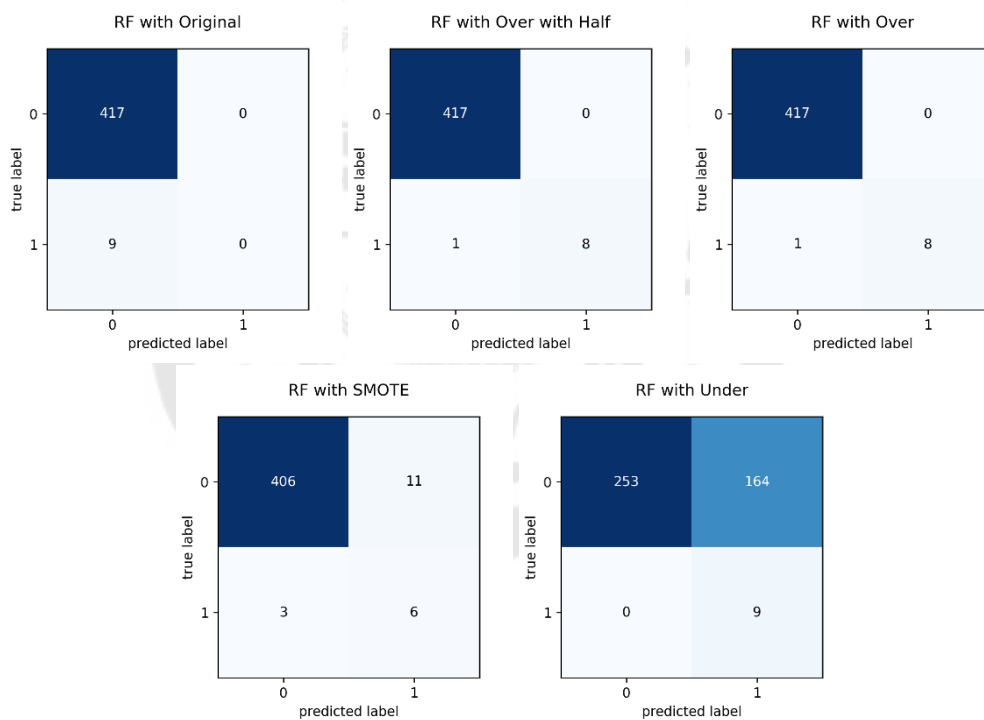 RF with Original
0
417
0
true label
1
9
0
0
1
predicted label
RF with Over with Half
0
417
0
true label
1
1
8
0
1
predicted label
RF with Over
0
417
0
true label
1
1
8
0
1
predicted label
RF with SMOTE
0
406
11
true label
1
3
6
0
1
predicted label
RF with Under
0
253
164
true label
1
0
9
0
1
predicted label